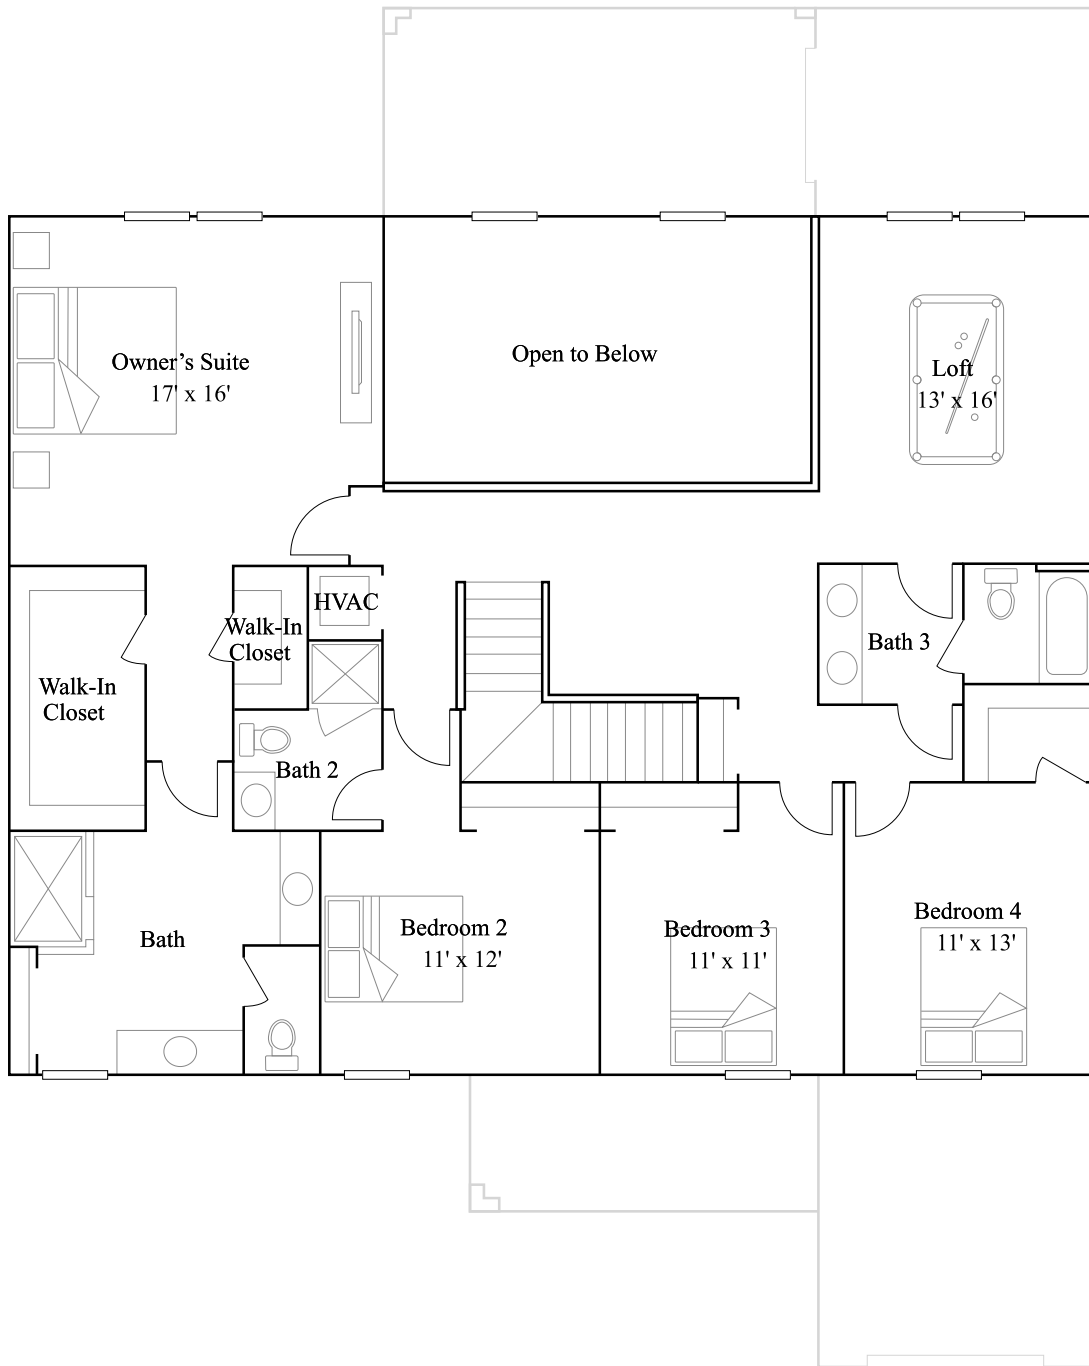 Open to Below
Owner’s Suite
17' x 16'
Loft
13' x 16'
HVAC
Walk-In
Closet
Bath 3
Walk-In
Closet
Bath 2
Bath
Bedroom 2
11' x 12'
Bedroom 3
11' x 11'
Bedroom 4
11' x 13'